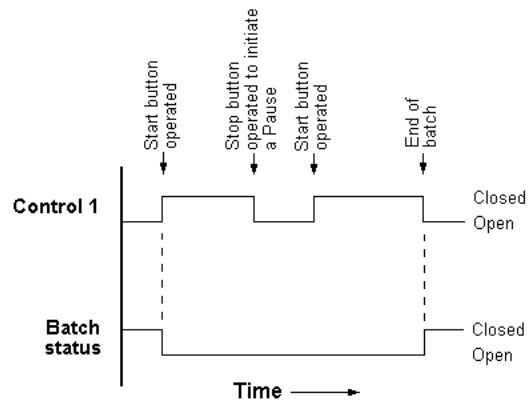 Start button
operated
Stop button
operated to initiate
a Pause
Start button
operated
End of
batch
Control 1
Closed
Open
Batch
status
Closed
Open
Time